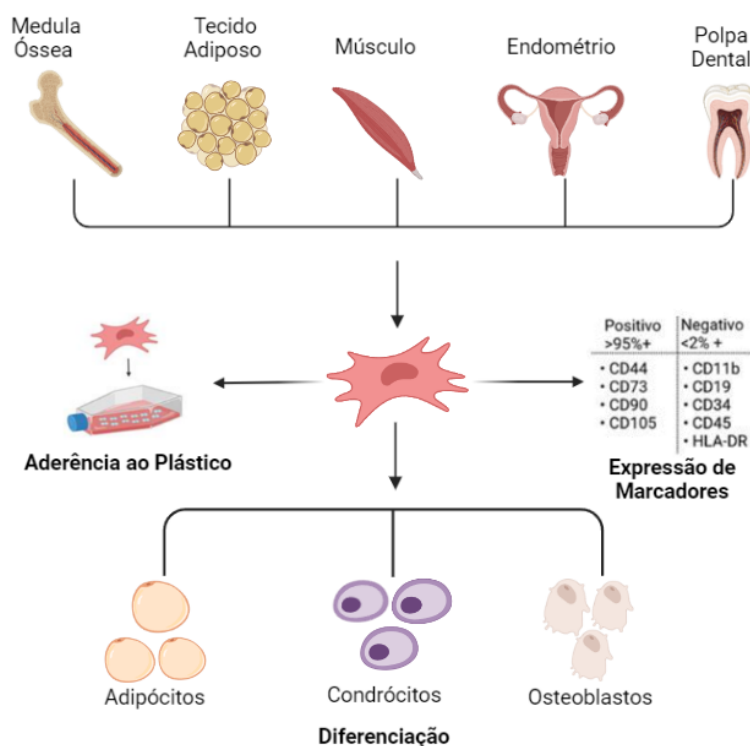 Medula
Óssea
Tecido
Adiposo
Músculo
Endométrio
Polpa
Dental
Positivo
>95%+
• CD44
• CD73
• CD90
• CD105
Negativo
<2% +
• CD11b
• CD19
• CD34
• CD45
• HLA-DR
Aderência ao Plástico
Expressão de
Marcadores
Adipócitos
Condrócitos
Osteoblastos
Diferenciação